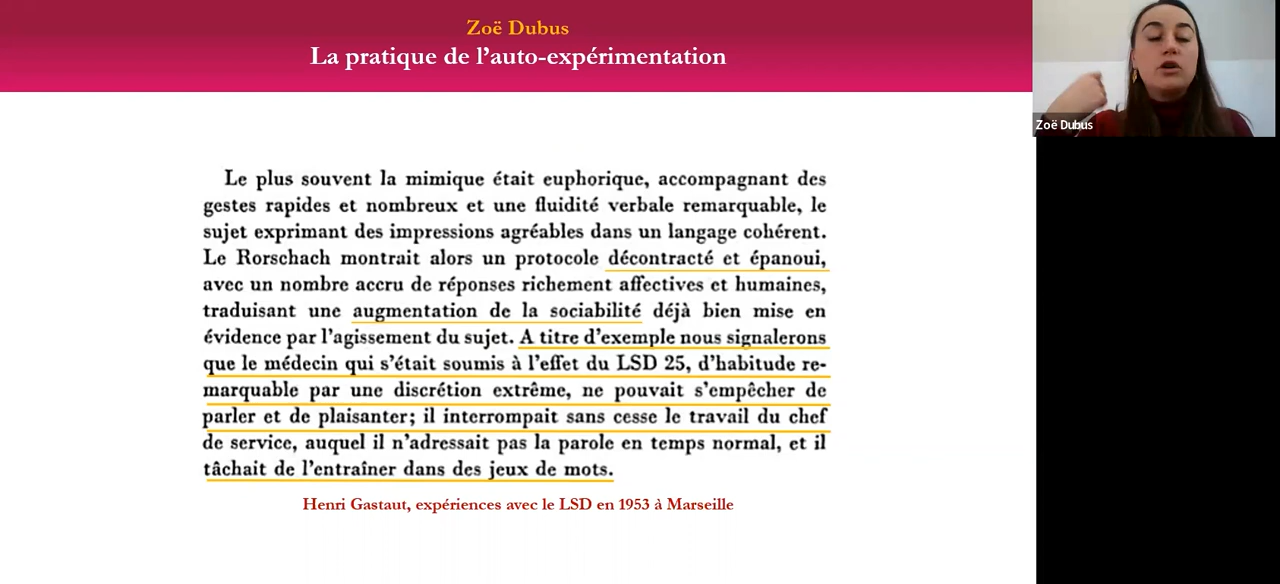 Zoë Dubus
La pratique de l'auto-expérimentation
Zoë Dubus
Le plus souvent la mimique était euphorique, accompagnant des
gestes rapides et nombreux et une fluidité verbale remarquable, le
sujet exprimant des impressions agréables dans un langage cohérent.
Le Rorschach montrait alors un protocole décontracté et épanoui,
avec un nombre accru de réponses richement affectives et humaines,
traduisant une augmentation de la sociabilité déjà bien mise en
évidence par l'agissement du sujet. A titre d'exemple nous signalerons
que le médecin qui s'était soumis à l'effet du LSD 25, d'habitude re-
marquable par une discrétion extrême, ne pouvait s'empêcher de
parler et de plaisanter; il interrompait sans cesse le travail du chef
de service, auquel il n'adressait pas la parole en temps normal, et il
tâchait de l'entraîner dans des jeux de mots.
Henri Gastaut, expériences avec le LSD en 1953 à Marseille